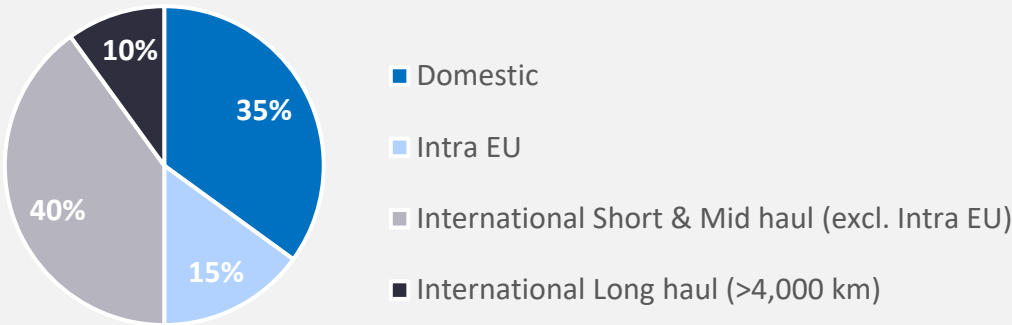 10%
35%
40%
15%
Domestic
Intra EU
International Short & Mid haul (excl. Intra EU)
International Long haul (>4,000 km)